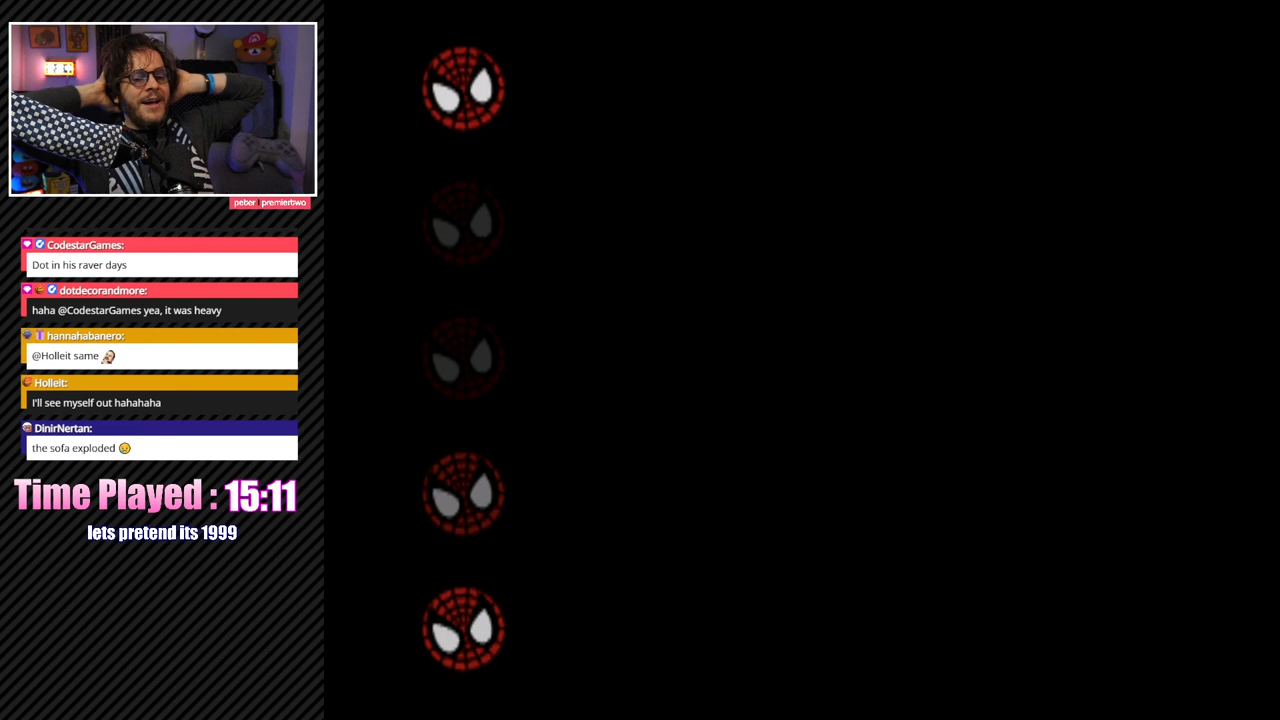 peter | premiertwo
CodestarGames:
Dot in his raver days
dotdecorandmore:
haha @CodestarGames yea, it was heavy
hannahabanero:
@Holleit same
Holleit:
I'll see myself out hahahaha
DinirNertan:
the sofa exploded
Time Played : 15:11
lets pretend its 1999